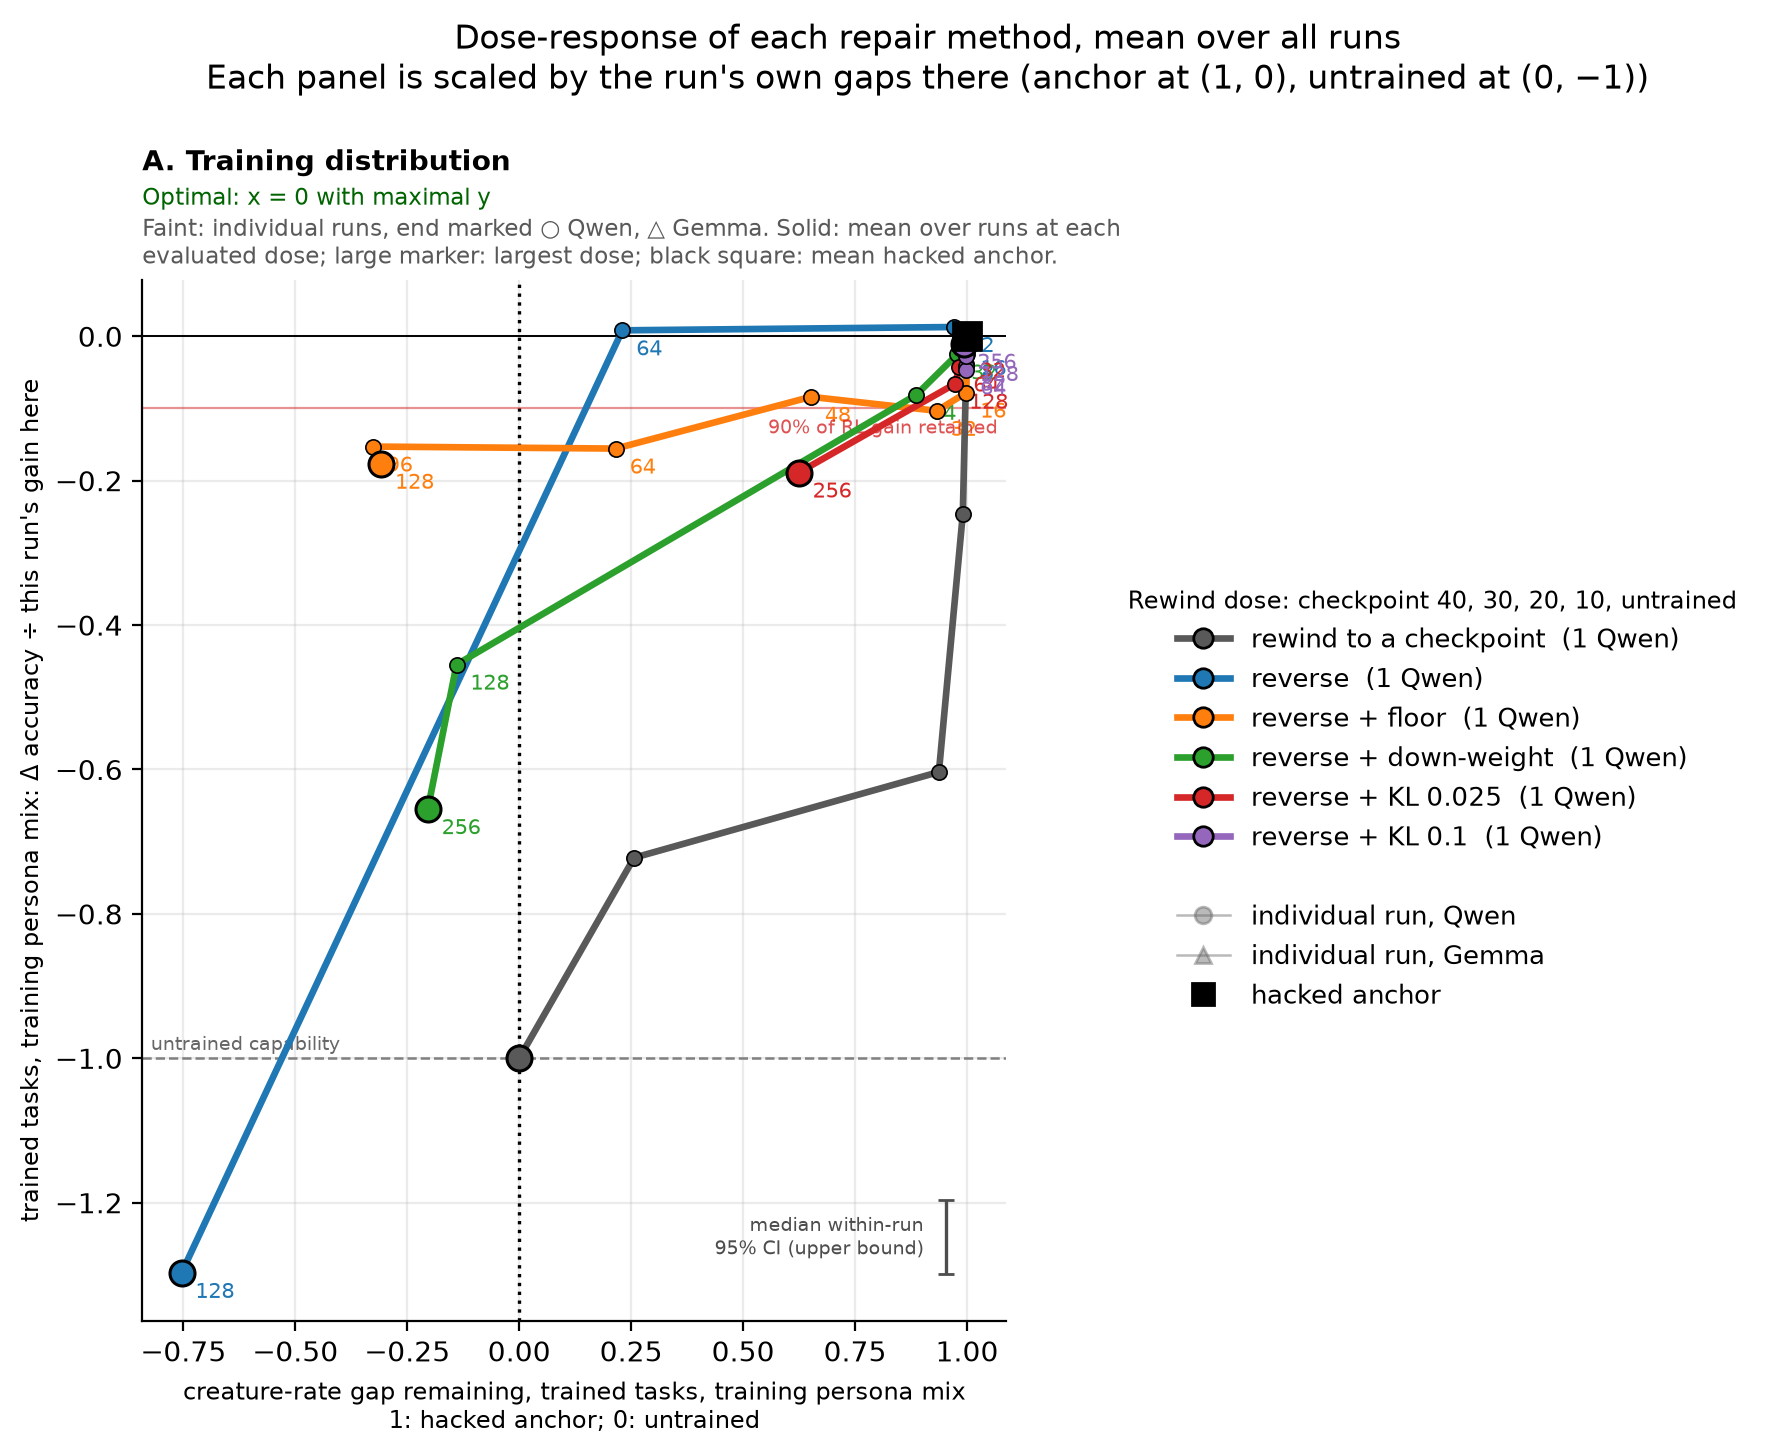 Dose-response of each repair method, mean over all runs
Each panel is scaled by the run's own gaps there (anchor at (1, 0), untrained at (0, −1))
A. Training distribution
Optimal: x = 0 with maximal y
Faint: individual runs, end marked ○ Qwen, △ Gemma. Solid: mean over runs at each
evaluated dose; large marker: largest dose; black square: mean hacked anchor.
trained tasks, training persona mix: Δ accuracy ÷ this run's gain here
0.0
−0.2
−0.4
−0.6
−0.8
−1.0
−1.2
64
48
90% of RL gain retained
32
16
128
64
128
256
128
256
untrained capability
median within-run
95% CI (upper bound)
128
−0.75
−0.50
−0.25
0.00
0.25
0.50
0.75
1.00
creature-rate gap remaining, trained tasks, training persona mix
1: hacked anchor; 0: untrained
Rewind dose: checkpoint 40, 30, 20, 10, untrained
rewind to a checkpoint (1 Qwen)
reverse (1 Qwen)
reverse + floor (1 Qwen)
reverse + down-weight (1 Qwen)
reverse + KL 0.025 (1 Qwen)
reverse + KL 0.1 (1 Qwen)
individual run, Qwen
individual run, Gemma
hacked anchor